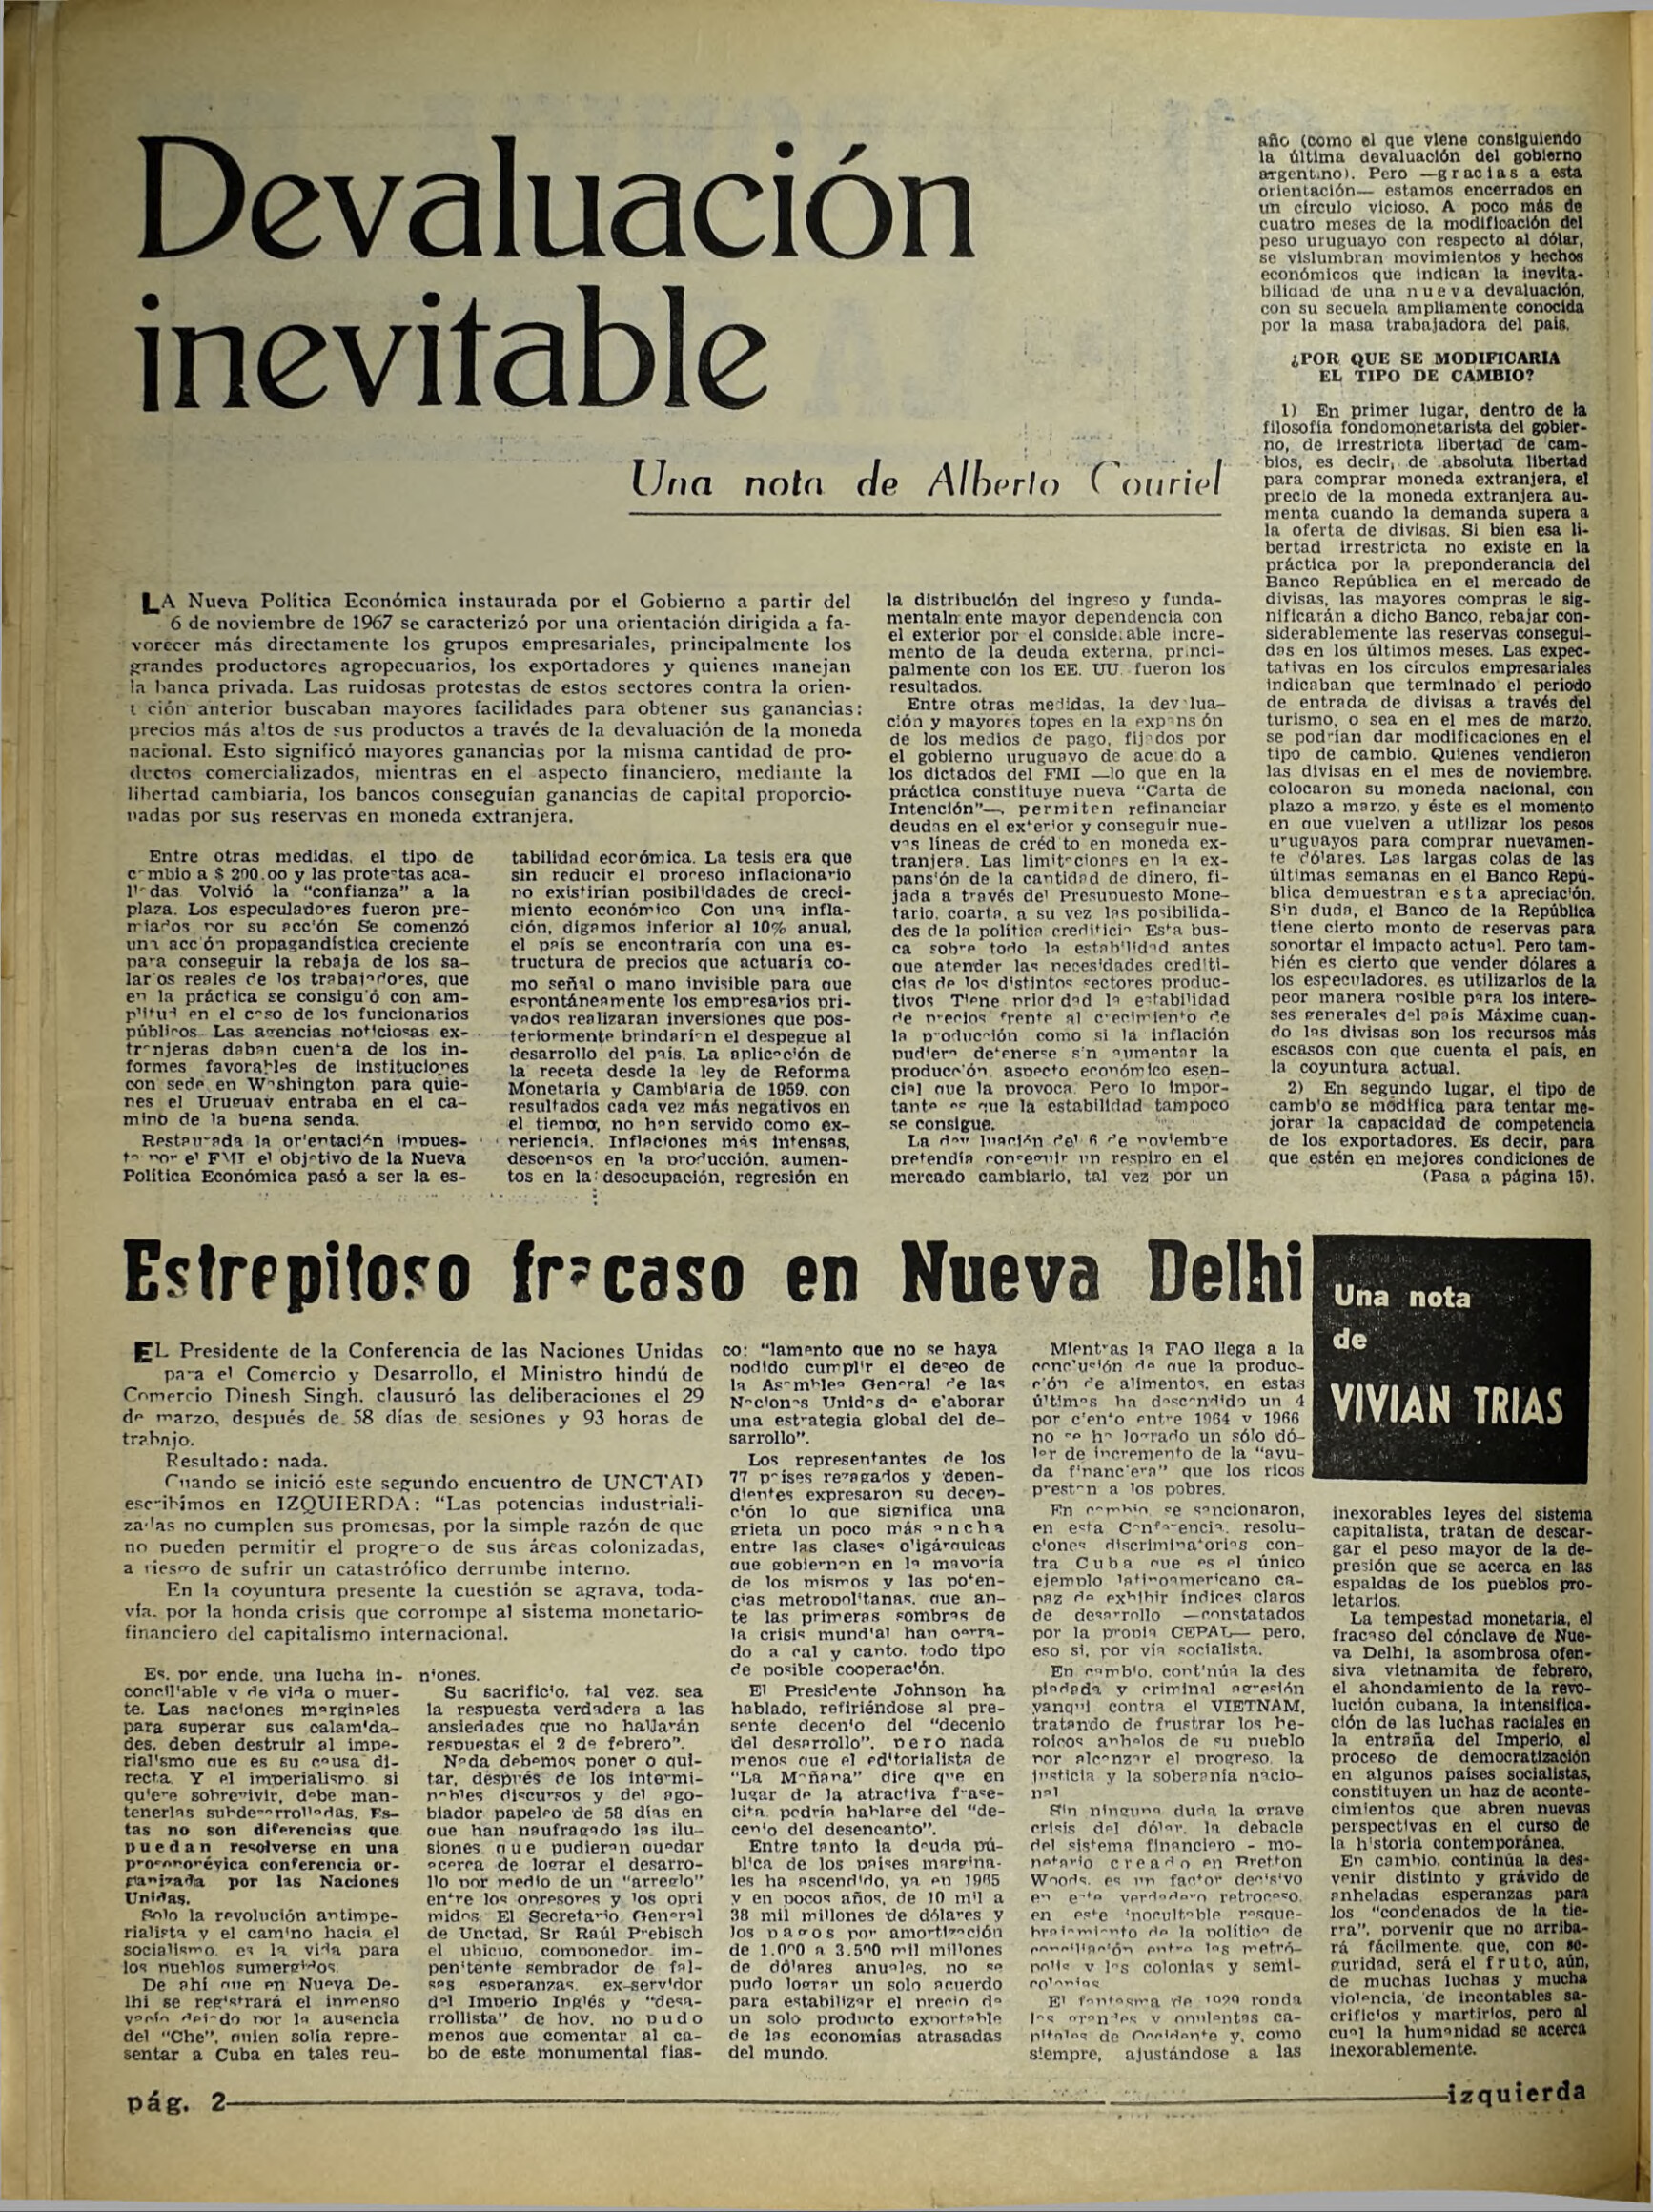 Devaluación
inevitable
Una nota de Alberto Couriel
LA Nueva Política Económica instaurada por el Gobierno a partir del
6 de noviembre de 1967 se caracterizó por una orientación dirigida a fa-
vorecer más directamente los grupos empresariales, principalmente los
grandes productores agropecuarios, los exportadores y quienes manejan
la banca privada. Las ruidosas protestas de estos sectores contra la orien-
ción anterior buscaban mayores facilidades para obtener sus ganancias:
precios más altos de sus productos a través de la devaluación de la moneda
nacional. Esto significó mayores ganancias por la misma cantidad de pro-
ductos comercializados, mientras en el aspecto financiero, mediante la
libertad cambiaria, los bancos conseguían ganancias de capital proporcio-
nadas por sus reservas en moneda extranjera.
Entre otras medidas, el tipo de
cambio a $ 200.00 y las protestas aca-
lladas. Volvió la "confianza" a la
plaza. Los especuladores fueron pre-
miados por su acción Se comenzó
una acción propagandística creciente
para conseguir la rebaja de los sa-
larios reales de los trabajadores, que
en la práctica se consiguió con am-
plitud en el caso de los funcionarios
públicos. Las agencias noticiosas ex-
tranjeras daban cuenta de los in-
formes favorables de instituciones
con sede en Washington para quie-
nes el Uruguay entraba en el ca-
mino de la buena senda.
Restaurada la orientación impues-
ta por el FMI el objetivo de la Nueva
Política Económica pasó a ser la es-
tabilidad económica. La tesis era que
sin reducir el proceso inflacionario
no existirían posibilidades de creci-
miento económico Con una infla-
ción, digamos inferior al 10% anual,
el país se encontraría con una es-
tructura de precios que actuaría co-
mo señal o mano invisible para que
espontáneamente los empresarios pri-
vados realizaran inversiones que pos-
teriormente brindarían el despegue al
desarrollo del país. La aplicación de
la receta desde la ley de Reforma
Monetaria y Cambiaria de 1959, con
resultados cada vez más negativos en
el tiempo, no han servido como ex-
periencia. Inflaciones más intensas,
descensos en la producción, aumen-
tos en la desocupación, regresión en
la distribución del ingreso y funda-
mentalmente mayor dependencia con
el exterior por el considerable incre-
mento de la deuda externa, princi-
palmente con los EE. UU. fueron los
resultados.
Entre otras medidas, la devalua-
ción y mayores topes en la expansión
de los medios de pago, fijados por
el gobierno uruguayo de acuerdo a
los dictados del FMI —lo que en la
práctica constituye nueva "Carta de
Intención"—, permiten refinanciar
deudas en el exterior y conseguir nue-
vas líneas de crédito en moneda ex-
tranjera. Las limitaciones en la ex-
pansión de la cantidad de dinero, fi-
jada a través del Presupuesto Mone-
tario, coarta, a su vez las posibilida-
des de la política crediticia Esta bus-
ca sobre todo la estabilidad antes
que atender las necesidades crediti-
cias de los distintos sectores produc-
tivos Tiene prioridad la estabilidad
de precios frente al crecimiento de
la producción como si la inflación
pudiera detenerse sin aumentar la
producción, aspecto económico esen-
cial que la provoca. Pero lo impor-
tante es que la estabilidad tampoco
se consigue.
La devaluación del 6 de noviembre
pretendía conseguir un respiro en el
mercado cambiario, tal vez por un
año (como el que viene consiguiendo
la última devaluación del gobierno
argentino). Pero —gracias a esta
orientación— estamos encerrados en
un círculo vicioso. A poco más de
cuatro meses de la modificación del
peso uruguayo con respecto al dólar,
se vislumbran movimientos y hechos
económicos que indican la inevita-
bilidad de una nueva devaluación,
con su secuela ampliamente conocida
por la masa trabajadora del país.
¿POR QUE SE MODIFICARIA
EL TIPO DE CAMBIO?
1) En primer lugar, dentro de la
filosofía fondomonetarista del gobier-
no, de irrestricta libertad de cam-
bios, es decir, de absoluta libertad
para comprar moneda extranjera, el
precio de la moneda extranjera au-
menta cuando la demanda supera a
la oferta de divisas. Si bien esa li-
bertad irrestricta no existe en la
práctica por la preponderancia del
Banco República en el mercado de
divisas, las mayores compras le sig-
nificarán a dicho Banco, rebajar con-
siderablemente las reservas consegui-
das en los últimos meses. Las expec-
tativas en los círculos empresariales
indicaban que terminado el período
de entrada de divisas a través del
turismo, o sea en el mes de marzo,
se podrían dar modificaciones en el
tipo de cambio. Quienes vendieron
las divisas en el mes de noviembre,
colocaron su moneda nacional, con
plazo a marzo, y éste es el momento
en que vuelven a utilizar los pesos
uruguayos para comprar nuevamen-
te dólares. Las largas colas de las
últimas semanas en el Banco Repú-
blica demuestran esta apreciación.
Sin duda, el Banco de la República
tiene cierto monto de reservas para
soportar el impacto actual. Pero tam-
bién es cierto que vender dólares a
los especuladores, es utilizarlos de la
peor manera posible para los intere-
ses generales del país Máxime cuan-
do las divisas son los recursos más
escasos con que cuenta el país, en
la coyuntura actual.
2) En segundo lugar, el tipo de
cambio se modifica para tentar me-
jorar la capacidad de competencia
de los exportadores. Es decir, para
que estén en mejores condiciones de
(Pasa a página 15).
Estrepitoso fracaso en Nueva Delhi
Una nota
de
VIVIAN TRIAS
EL Presidente de la Conferencia de las Naciones Unidas
para el Comercio y Desarrollo, el Ministro hindú de
Comercio Dinesh Singh, clausuró las deliberaciones el 29
de marzo, después de 58 días de sesiones y 93 horas de
trabajo.
Resultado: nada.
Cuando se inició este segundo encuentro de UNCTAD
escribimos en IZQUIERDA: "Las potencias industriali-
zadas no cumplen sus promesas, por la simple razón de que
no pueden permitir el progreso de sus áreas colonizadas,
a riesgo de sufrir un catastrófico derrumbe interno.
En la coyuntura presente la cuestión se agrava, toda-
vía, por la honda crisis que corrompe al sistema monetario-
financiero del capitalismo internacional.
Es, por ende, una lucha in-
conciliable y de vida o muer-
te. Las naciones marginales
para superar sus calamida-
des, deben destruir al impe-
rialismo que es su causa di-
recta. Y el imperialismo si
quiere sobrevivir, debe man-
tenerlas subdesarrolladas. Es-
tas no son diferencias que
puedan resolverse en una
prosopopéyica conferencia or-
ganizada por las Naciones
Unidas.
Solo la revolución antimpe-
rialista y el camino hacia el
socialismo, es la vida para
los pueblos sumergidos.
De ahí que en Nueva De-
lhi se registrará el inmenso
vacío dejado por la ausencia
del "Che", quien solía repre-
sentar a Cuba en tales reu-
niones.
Su sacrificio, tal vez, sea
la respuesta verdadera a las
ansiedades que no hallarán
respuestas el 2 de febrero".
Nada debemos poner o qui-
tar, después de los intermi-
nables discursos y del ago-
biador papeleo de 58 días en
que han naufragado las ilu-
siones que pudieran quedar
acerca de lograr el desarro-
llo por medio de un "arreglo"
entre los opresores y los opri
midos El Secretario General
de Unctad, Sr Raúl Prebisch
el ubicuo, componedor, im-
penitente sembrador de fal-
sas esperanzas, ex-servidor
del Imperio Inglés y "desa-
rrollista" de hoy, no pudo
menos que comentar al ca-
bo de este monumental fias-
co: "lamento que no se haya
podido cumplir el deseo de
la Asamblea General de las
Naciones Unidas de elaborar
una estrategia global del de-
sarrollo".
Los representantes de los
77 países rezagados y depen-
dientes expresaron su decep-
ción lo que significa una
grieta un poco más ancha
entre las clases oligárquicas
que gobiernan en la mayoría
de los mismos y las poten-
cias metropolitanas, que an-
te las primeras sombras de
la crisis mundial han cerra-
do a cal y canto, todo tipo
de posible cooperación.
El Presidente Johnson ha
hablado, refiriéndose al pre-
sente decenio del "decenio
del desarrollo", pero nada
menos que el editorialista de
"La Mañana" dice que en
lugar de la atractiva frase-
cita, podría hablarse del "de-
cenio del desencanto".
Entre tanto la deuda pú-
blica de los países margina-
les ha ascendido, ya en 1965
y en pocos años, de 10 mil a
38 mil millones de dólares y
los pagos por amortización
de 1.000 a 3.500 mil millones
de dólares anuales, no se
pudo lograr un solo acuerdo
para estabilizar el precio de
un solo producto exportable
de las economías atrasadas
del mundo.
Mientras la FAO llega a la
conclusión de que la produc-
ción de alimentos, en estas
últimas ha descendido un 4
por ciento entre 1964 y 1966
no se ha logrado un sólo dó-
lar de incremento de la "ayu-
da financiera" que los ricos
prestan a los pobres.
En cambio, se sancionaron,
en esta Conferencia, resolu-
ciones discriminatorias con-
tra Cuba que es el único
ejemplo latinoamericano ca-
paz de exhibir índices claros
de desarrollo —constatados
por la propia CEPAL— pero,
eso sí, por vía socialista.
En cambio, continúa la des
piadada y criminal agresión
yanqui contra el VIETNAM,
tratando de frustrar los he-
roicos anhelos de su pueblo
por alcanzar el progreso, la
justicia y la soberanía nacio-
nal
Sin ninguna duda la grave
crisis del dólar, la debacle
del sistema financiero - mo-
netario creado en Bretton
Woods, es un factor decisivo
en este verdadero retroceso,
en este inocultable resque-
brajamiento de la política de
conciliación entre las metró-
polis y las colonias y semi-
colonias
El fantasma de 1929 ronda
las grandes y opulentas ca-
pitales de Occidente y, como
siempre, ajustándose a las
inexorables leyes del sistema
capitalista, tratan de descar-
gar el peso mayor de la de-
presión que se acerca en las
espaldas de los pueblos pro-
letarios.
La tempestad monetaria, el
fracaso del cónclave de Nue-
va Delhi, la asombrosa ofen-
siva vietnamita de febrero,
el ahondamiento de la revo-
lución cubana, la intensifica-
ción de las luchas raciales en
la entraña del Imperio, el
proceso de democratización
en algunos países socialistas,
constituyen un haz de aconte-
cimientos que abren nuevas
perspectivas en el curso de
la historia contemporánea.
En cambio, continúa la des-
venir distinto y grávido de
anheladas esperanzas para
los "condenados de la tie-
rra", porvenir que no arriba-
rá fácilmente que, con se-
guridad, será el fruto, aún,
de muchas luchas y mucha
violencia, de incontables sa-
crificios y martirios, pero al
cual la humanidad se acerca
inexorablemente.
pág. 2
izquierda